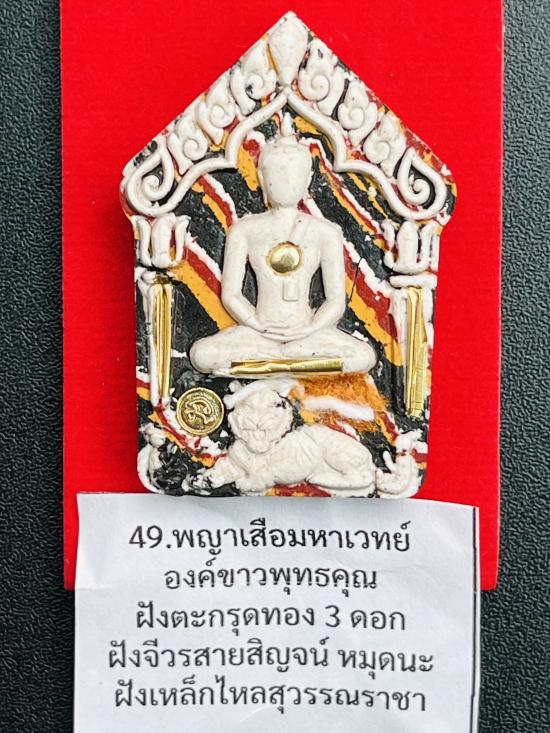 49.พญาเสือมหาเวทย์
องค์ขาวพุทธคุณ
ฝังตะกรุดทอง 3 ดอก
ฝังจีวรสายสิญจน์ หมุดนะ
ฝังเหล็กไหลสุวรรณราชา